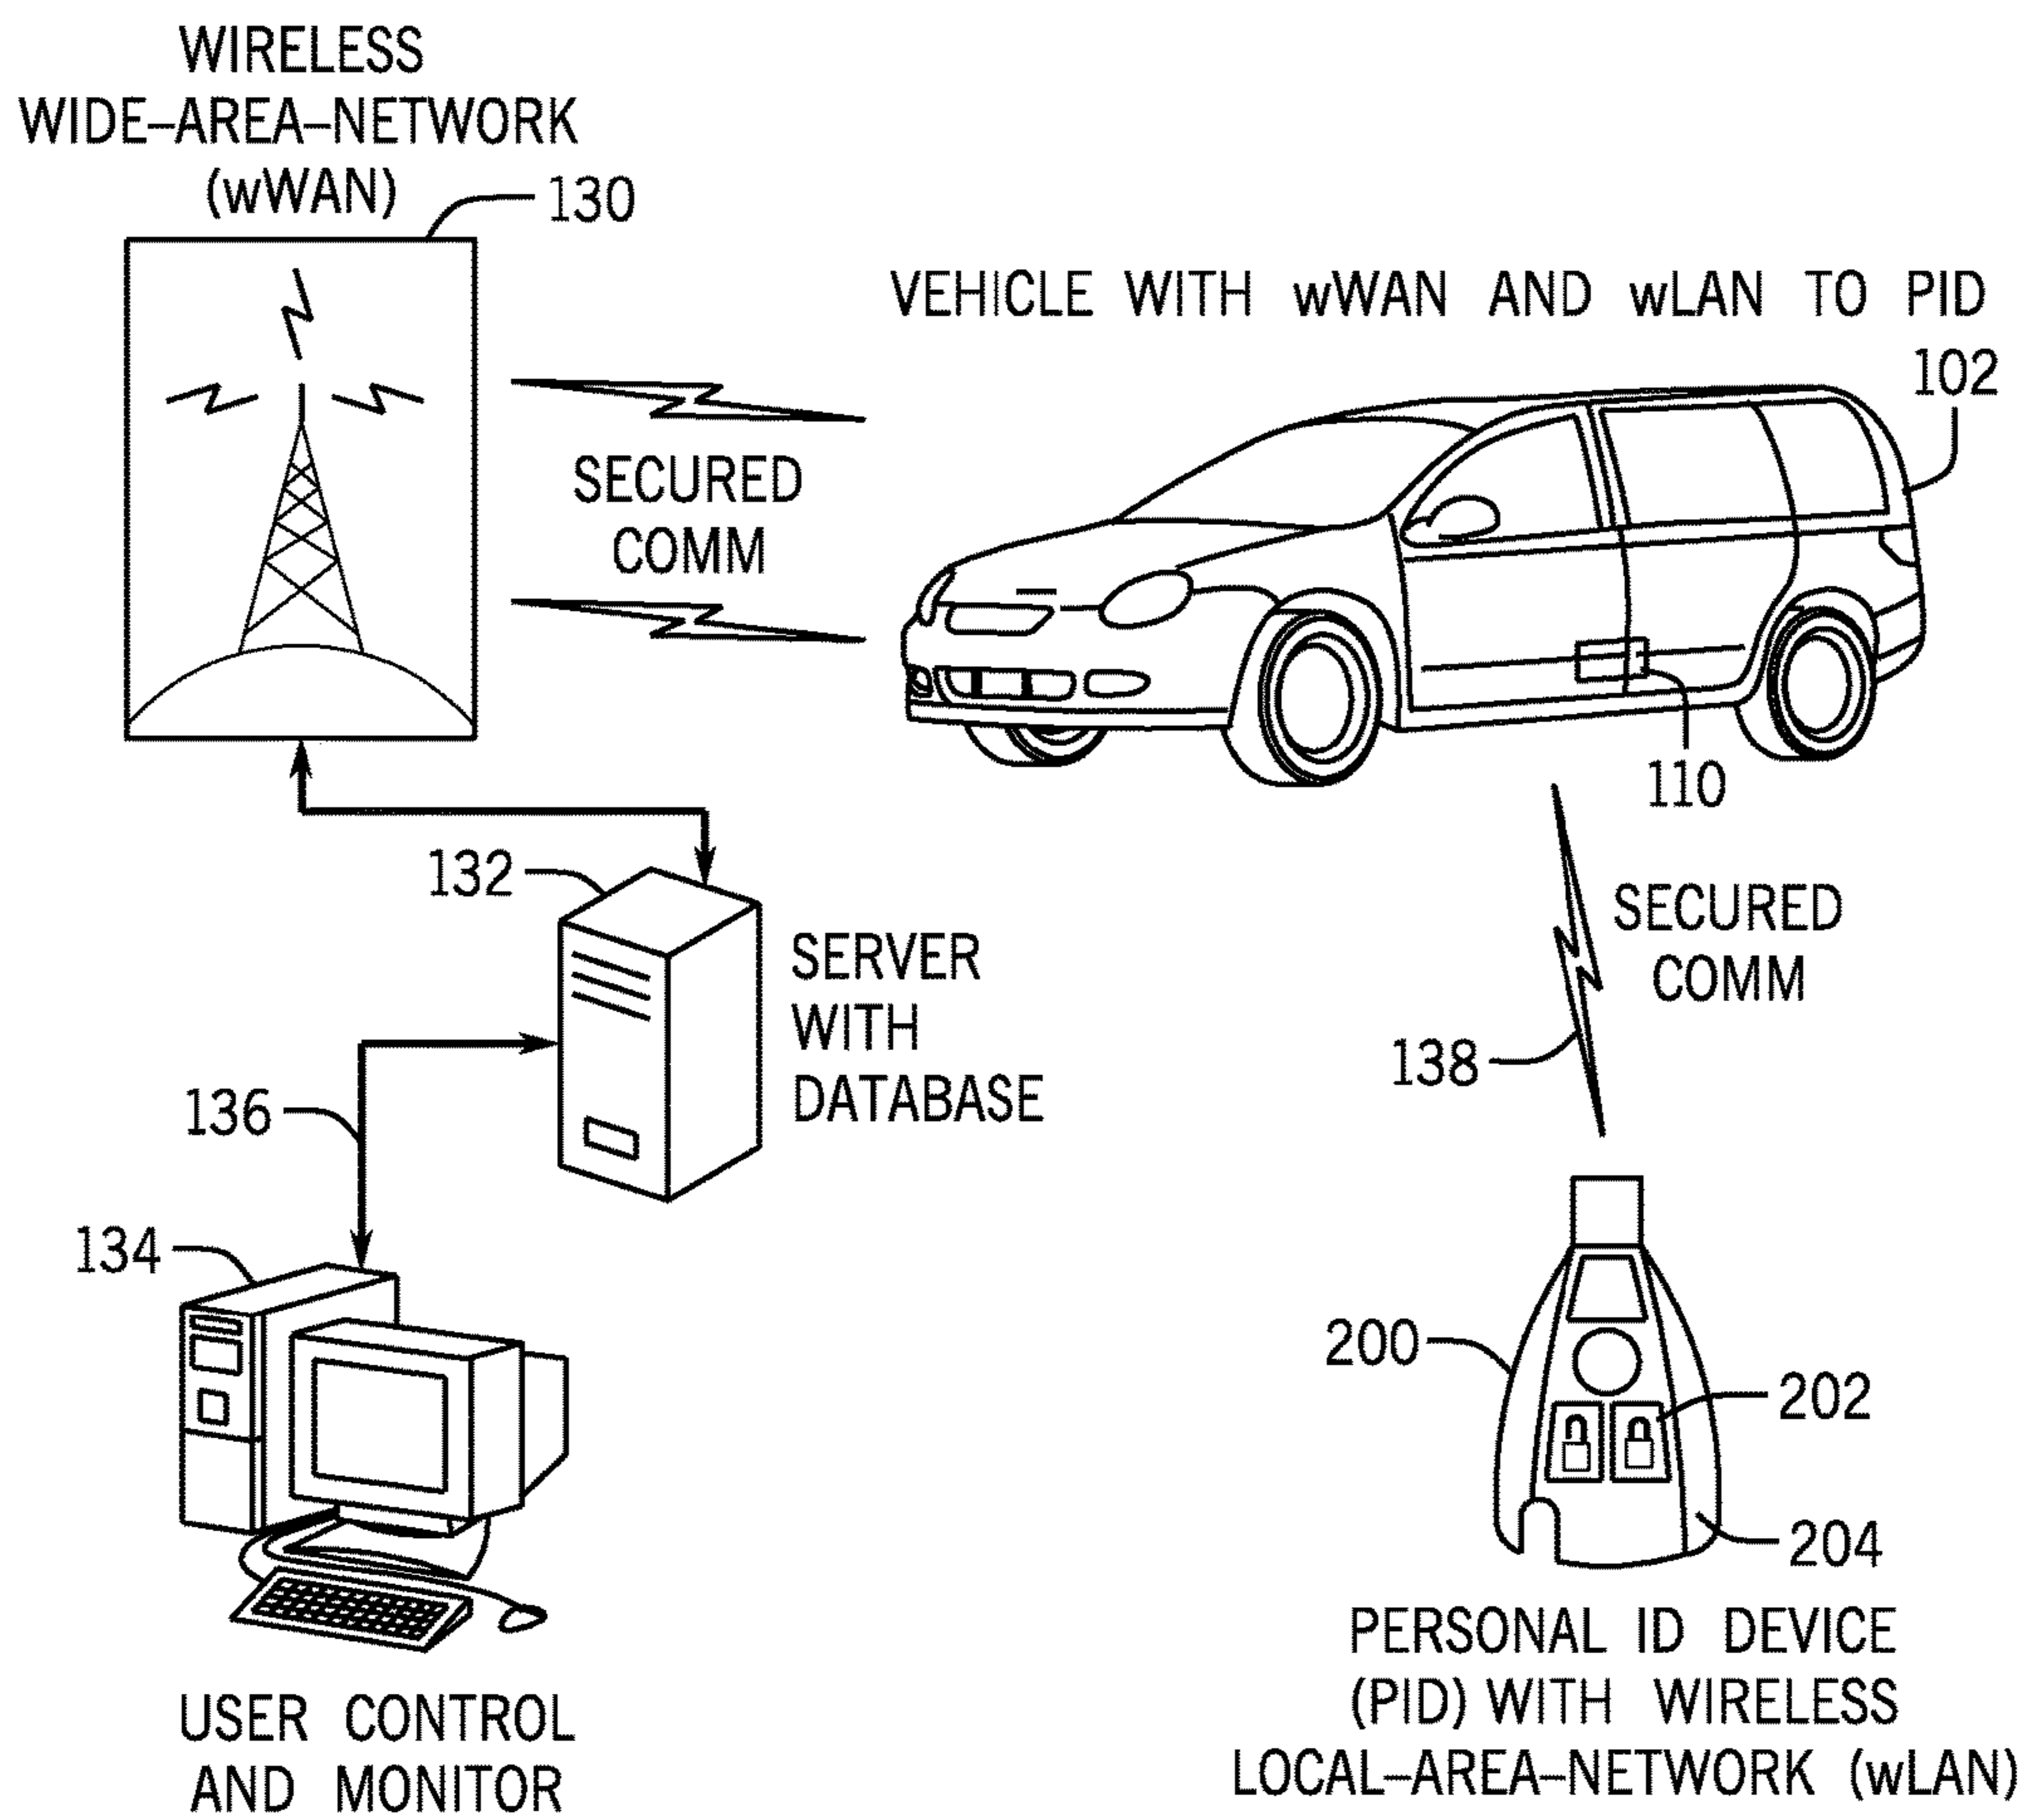 WIRELESS
WIDE–AREA–NETWORK
(wWAN)
130
VEHICLE WITH wWAN AND wLAN TO PID
102
SECURED
COMM
110
132
SERVER
WITH
DATABASE
SECURED
COMM
138
136
134
200
202
204
USER CONTROL
AND MONITOR
PERSONAL ID DEVICE
(PID) WITH WIRELESS
LOCAL–AREA–NETWORK (wLAN)